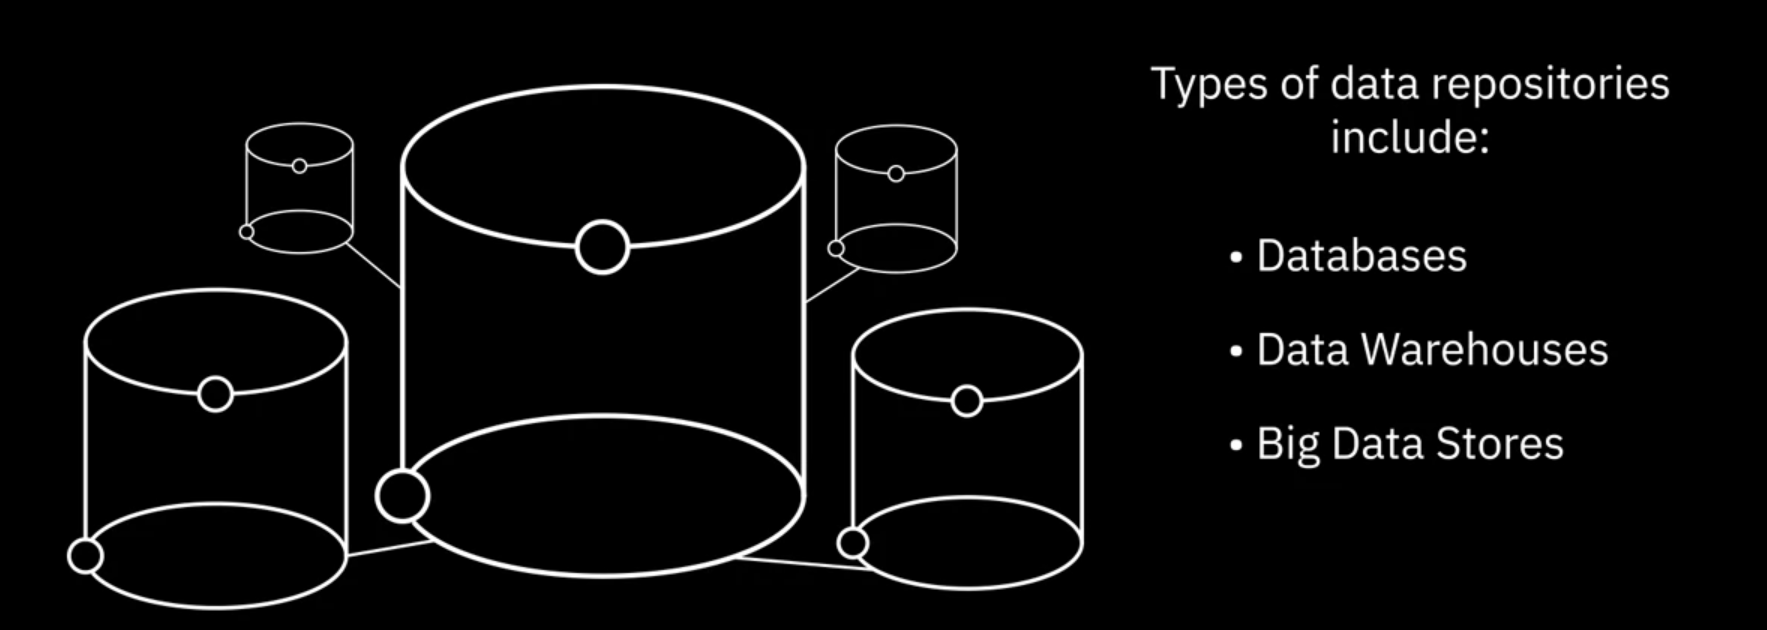 Types of data repositories
include:
• Databases
• Data Warehouses
• Big Data Stores